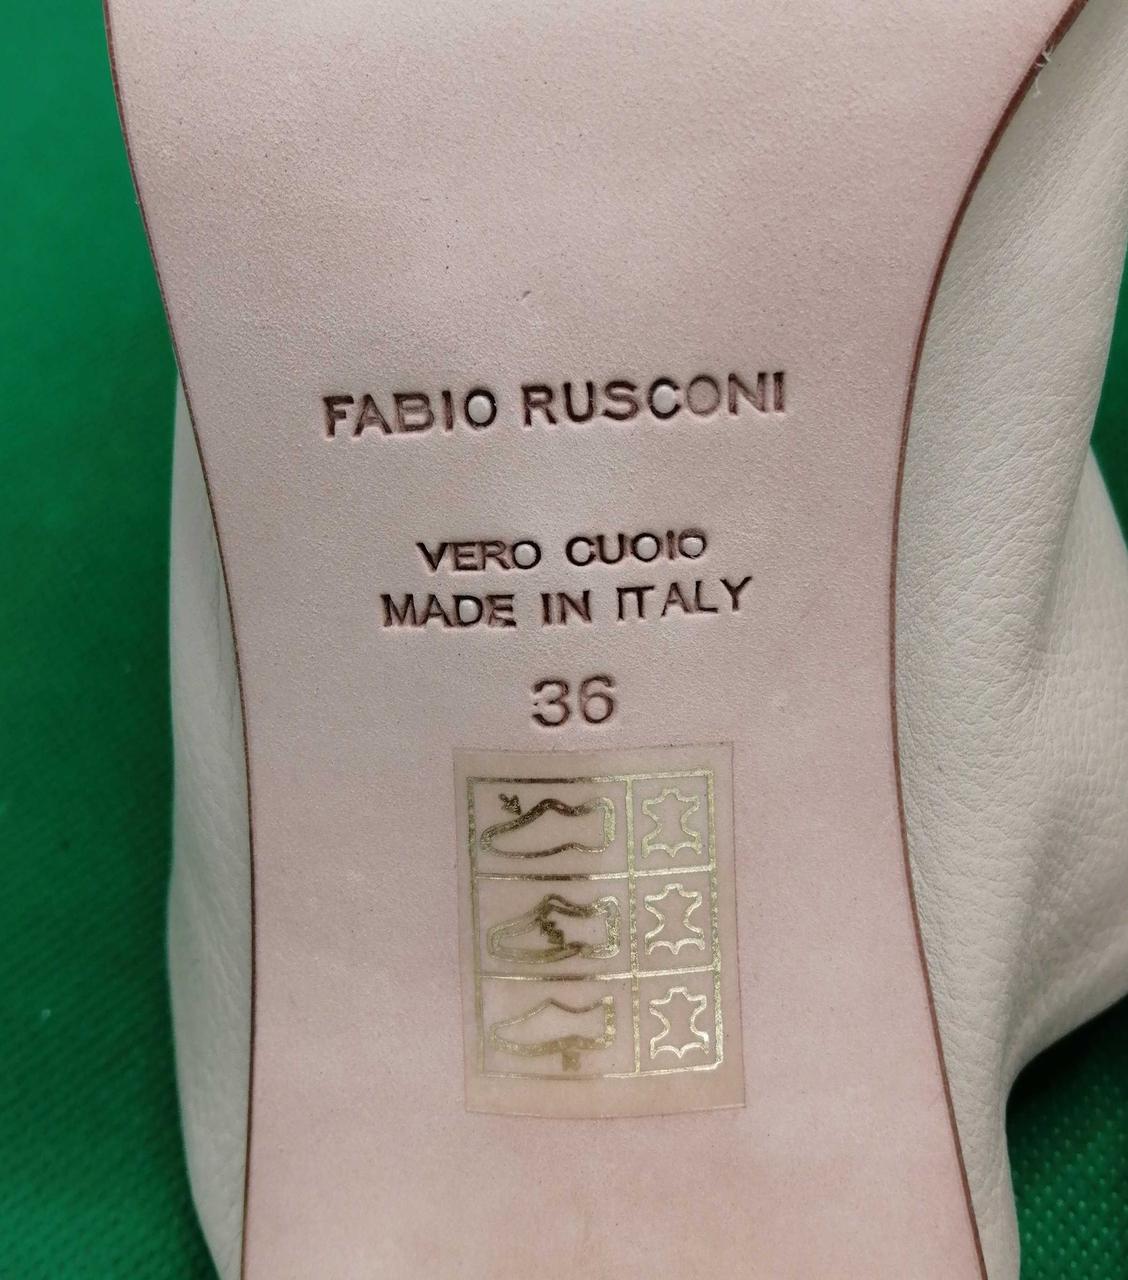 FABIO RUSCONI
VERO CUOIO
MADE IN ITALY
36